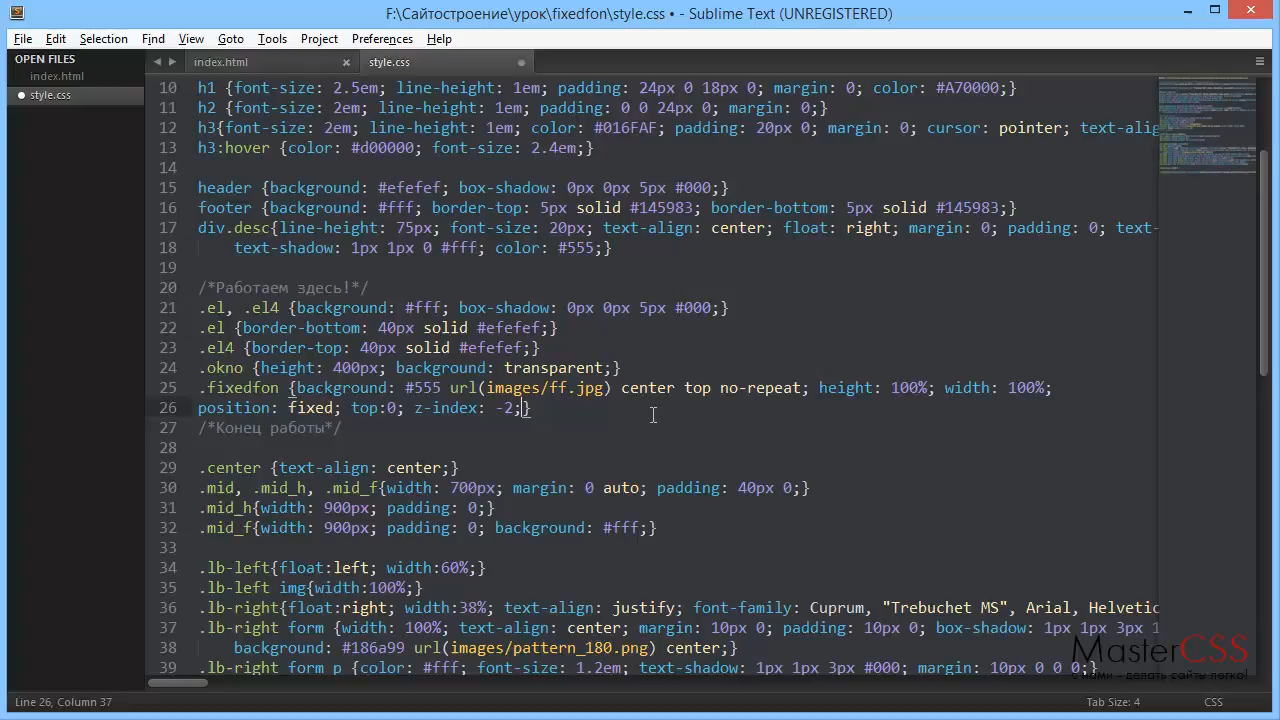 F:\Сайтостроение\урок\fixedfon\style.css • - Sublime Text (UNREGISTERED)
File Edit Selection Find View Goto Tools Project Preferences Help
OPEN FILES
index.html
style.css
index.html
style.css
10 h1 {font-size: 2.5em; line-height: 1em; padding: 24px 0 18px 0; margin: 0; color: #A70000;}
11 h2 {font-size: 2em; line-height: 1em; padding: 0 0 24px 0; margin: 0;}
12 h3{font-size: 2em; line-height: 1em; color: #016FAF; padding: 20px 0; margin: 0; cursor: pointer; text-alig
13 h3:hover {color: #d00000; font-size: 2.4em;}
14
15 header {background: #efefef; box-shadow: 0px 0px 5px #000;}
16 footer {background: #fff; border-top: 5px solid #145983; border-bottom: 5px solid #145983;}
17 div.desc{line-height: 75px; font-size: 20px; text-align: center; float: right; margin: 0; padding: 0; text-
18 text-shadow: 1px 1px 0 #fff; color: #555;}
19
20 /*Работаем здесь!*/
21 .el, .el4 {background: #fff; box-shadow: 0px 0px 5px #000;}
22 .el {border-bottom: 40px solid #efefef;}
23 .el4 {border-top: 40px solid #efefef;}
24 .okno {height: 400px; background: transparent;}
25 .fixedfon {background: #555 url(images/ff.jpg) center top no-repeat; height: 100%; width: 100%;
26 position: fixed; top:0; z-index: -2;}
27 /*Конец работы*/
28
29 .center {text-align: center;}
30 .mid, .mid_h, .mid_f{width: 700px; margin: 0 auto; padding: 40px 0;}
31 .mid_h{width: 900px; padding: 0;}
32 .mid_f{width: 900px; padding: 0; background: #fff;}
33
34 .lb-left{float:left; width:60%;}
35 .lb-left img{width:100%;}
36 .lb-right{float:right; width:38%; text-align: justify; font-family: Cuprum, "Trebuchet MS", Arial, Helvetic
37 .lb-right form {width: 100%; text-align: center; margin: 10px 0; padding: 10px 0; box-shadow: 1px 1px 3px 1
38 background: #186699 url(images/pattern_180.png) center;}
39 .lb-right form p {color: #fff; font-size: 1.2em; text-shadow: 1px 1px 3px #000; margin: 10px 0 0 0;}
MasterCSS
с нами - делать сайты легко!
Line 26, Column 37 Tab Size: 4 CSS